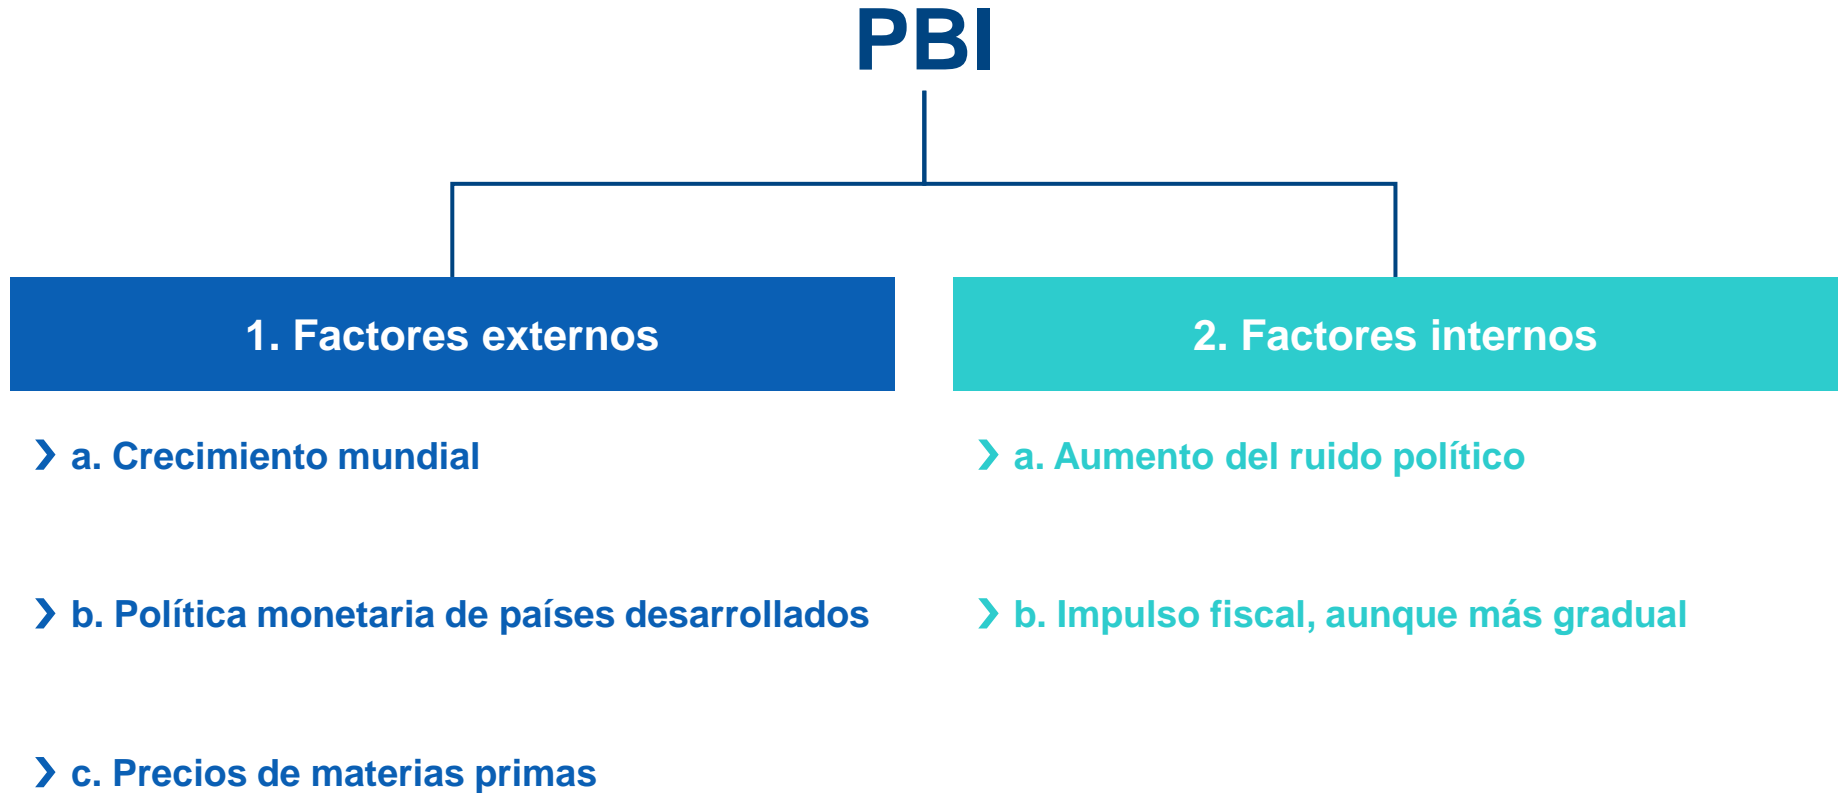 PBI
1. Factores externos
a. Crecimiento mundial
b. Política monetaria de países desarrollados
c. Precios de materias primas
2. Factores internos
a. Aumento del ruido político
b. Impulso fiscal, aunque más gradual